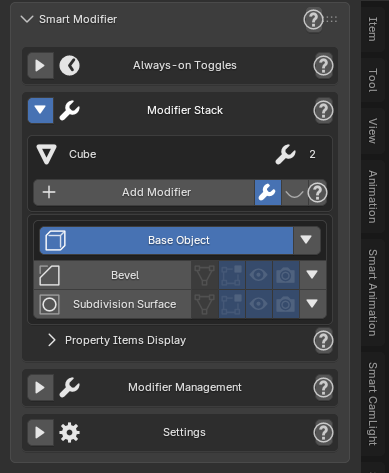 Smart Modifier
Always-on Toggles
Modifier Stack
Cube 2
Add Modifier
Base Object
Bevel
Subdivision Surface
Property Items Display
Modifier Management
Settings
Item
Tool
View
Animation
Smart Animation
Smart CamLight